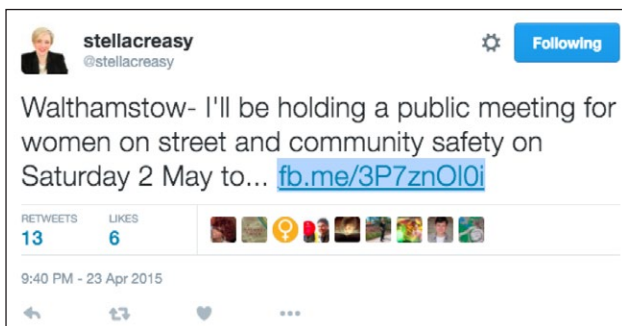 stellacreasy
@stellacreasy
Following
Walthamstow- I'll be holding a public meeting for
women on street and community safety on
Saturday 2 May to... fb.me/3P7znOl0i
RETWEETS
LIKES
13
6
9:40 PM - 23 Apr 2015